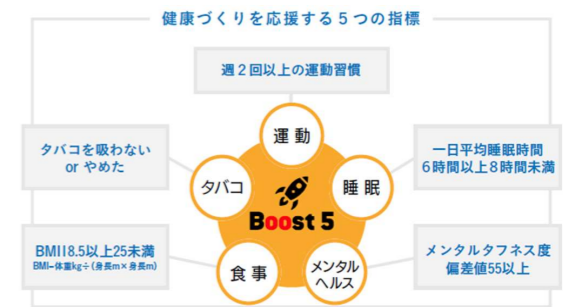 健康づくりを応援する５つの指標
週２回以上の運動習慣
運動
タバコを吸わない
or やめた
一日平均睡眠時間
6時間以上8時間未満
タバコ
睡眠
Boost 5
BMI18.5以上25未満
BMI=体重kg÷(身長m×身長m)
食事
メンタル
ヘルス
メンタルタフネス度
偏差値55以上